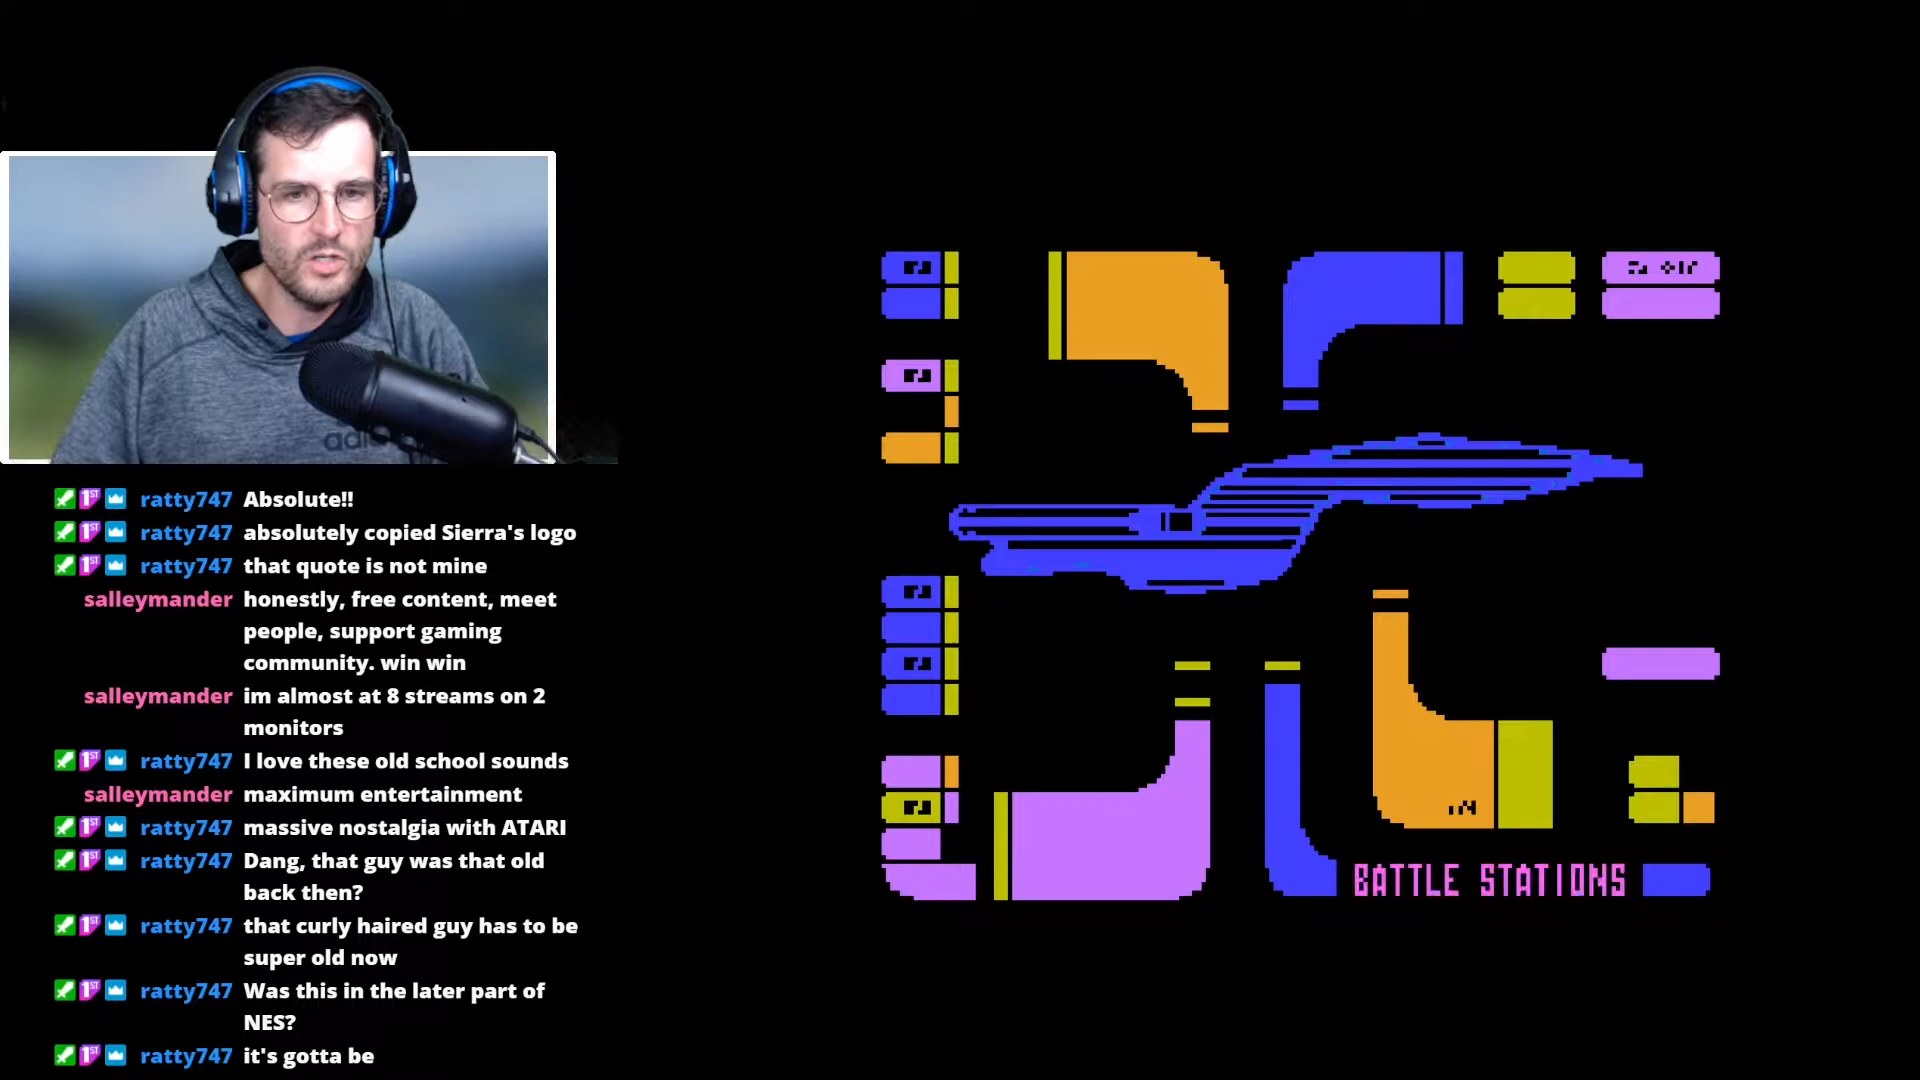 ratty747 Absolute!!
ratty747 absolutely copied Sierra's logo
ratty747 that quote is not mine
salleymander honestly, free content, meet
people, support gaming
community. win win
salleymander im almost at 8 streams on 2
monitors
ratty747 I love these old school sounds
salleymander maximum entertainment
ratty747 massive nostalgia with ATARI
ratty747 Dang, that guy was that old
back then?
ratty747 that curly haired guy has to be
super old now
ratty747 Was this in the later part of
NES?
ratty747 it's gotta be
BATTLE STATIONS